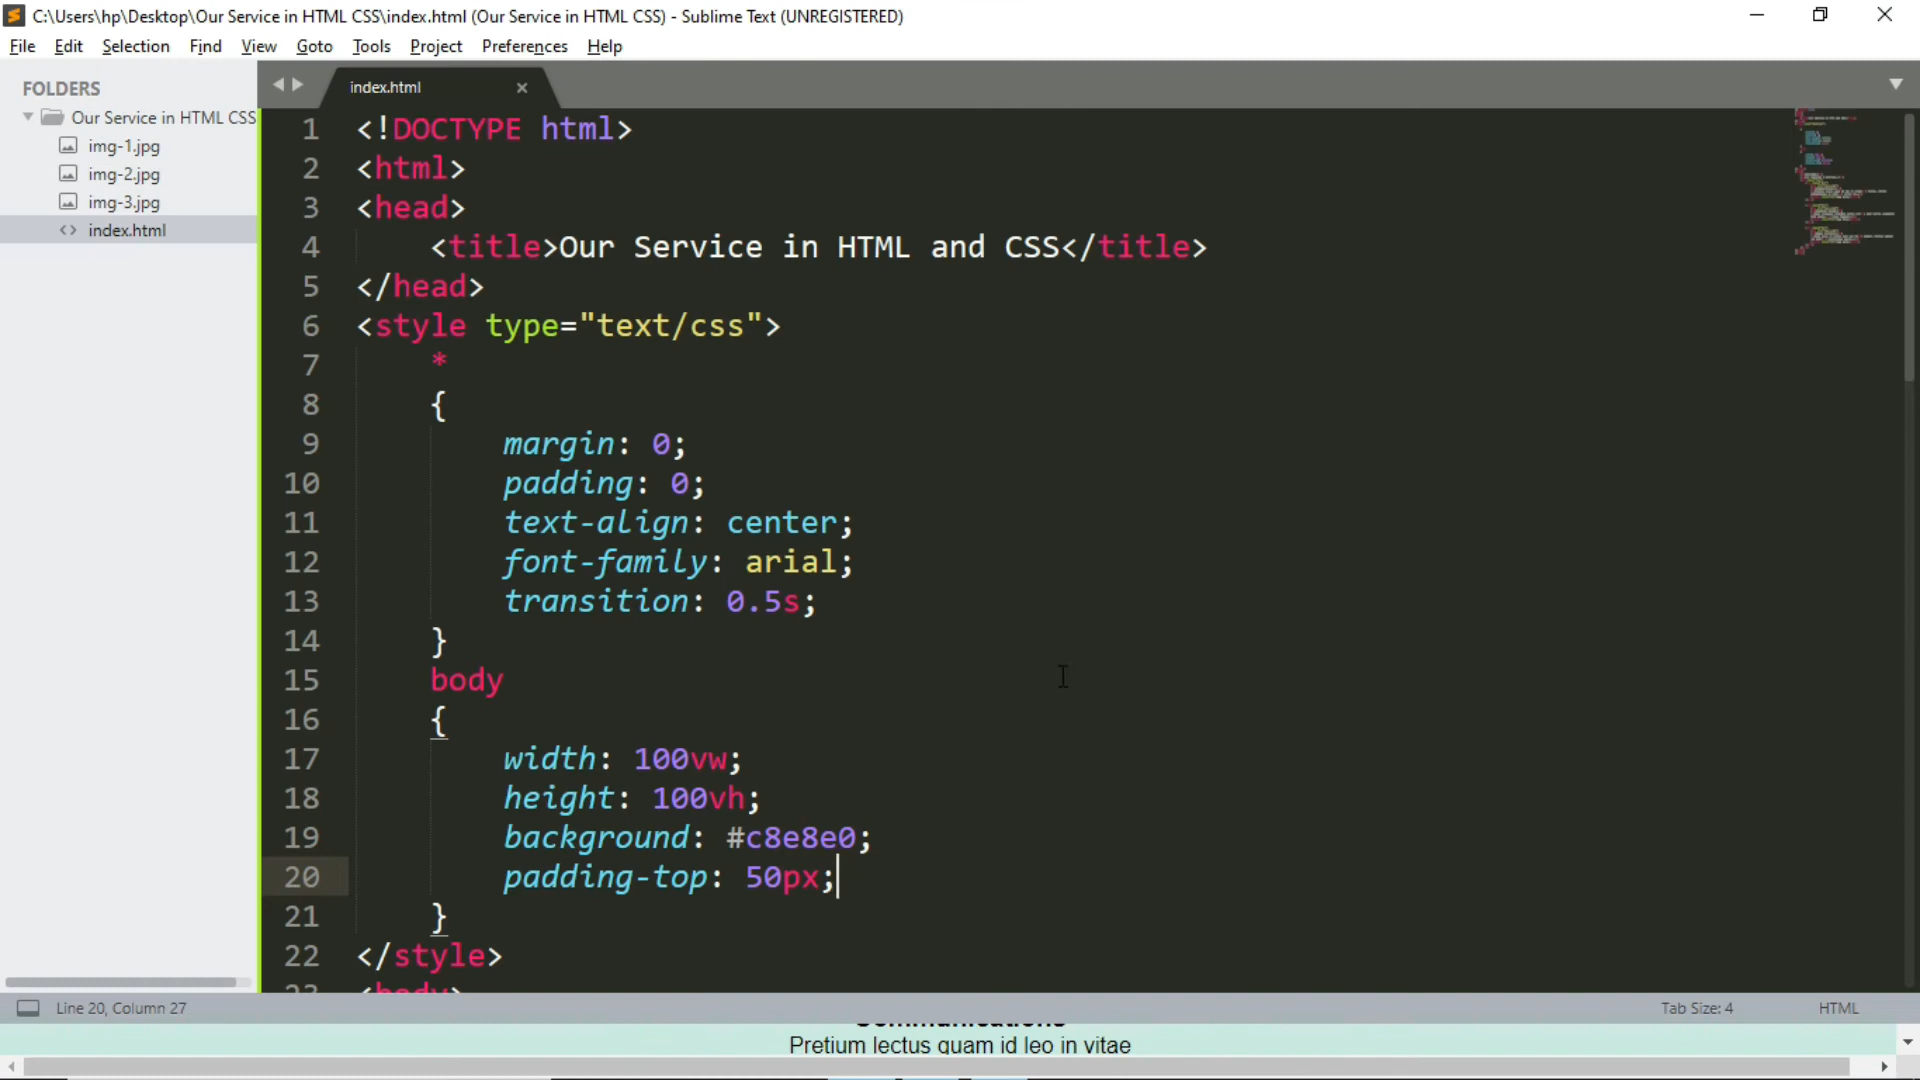 C:\Users\hp\Desktop\Our Service in HTML CSS\index.html (Our Service in HTML CSS) - Sublime Text (UNREGISTERED)
File Edit Selection Find View Goto Tools Project Preferences Help
FOLDERS
Our Service in HTML CSS
img-1.jpg
img-2.jpg
img-3.jpg
index.html
index.html
1 <!DOCTYPE html>
2 <html>
3 <head>
4 <title>Our Service in HTML and CSS</title>
5 </head>
6 <style type="text/css">
7 *
8 {
9 margin: 0;
10 padding: 0;
11 text-align: center;
12 font-family: arial;
13 transition: 0.5s;
14 }
15 body
16 {
17 width: 100vw;
18 height: 100vh;
19 background: #c8e8e0;
20 padding-top: 50px;
21 }
22 </style>
23 <body>
Line 20, Column 27
Tab Size: 4
HTML
Communications
Pretium lectus quam id leo in vitae